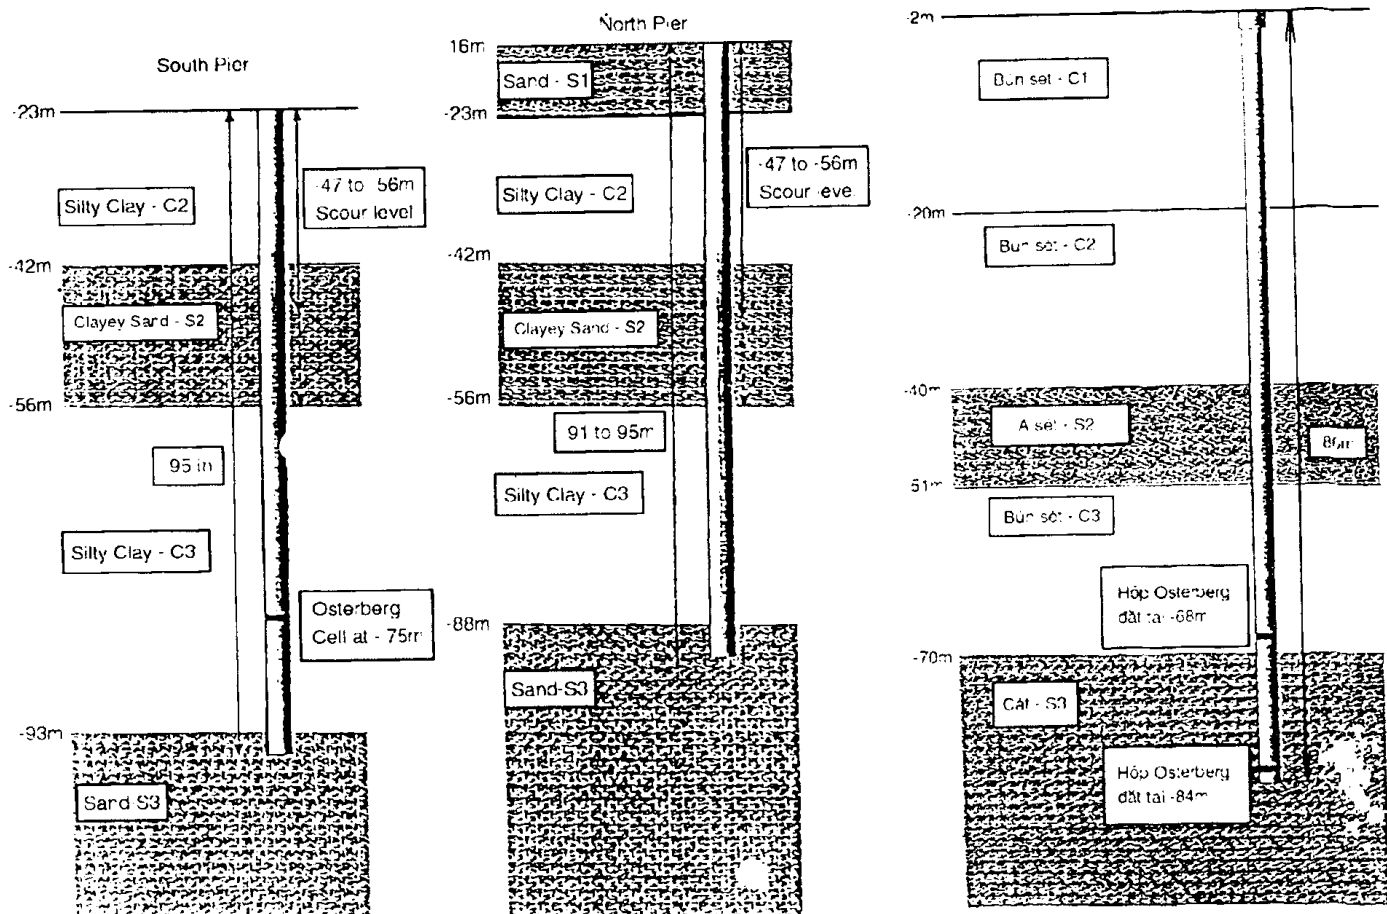 South Pier
-23m
Silty Clay - C2
-47 to -56m
Scour level
-42m
Clayey Sand - S2
-56m
95 m
Silty Clay - C3
Osterberg
Cell at - 75m
-93m
Sand S3
North Pier
16m
Sand - S1
-23m
-47 to -56m
Scour level
Silty Clay - C2
-42m
Clayey Sand - S2
-56m
91 to 95m
Silty Clay - C3
-88m
Sand-S3
-2m
Bùn sét - C1
-20m
Bùn sét - C2
-40m
A sét - S2
86m
51m
Bùn sét - C3
Hộp Osterberg
đặt tại -68m
-70m
Cát - S3
Hộp Osterberg
đặt tại -84m